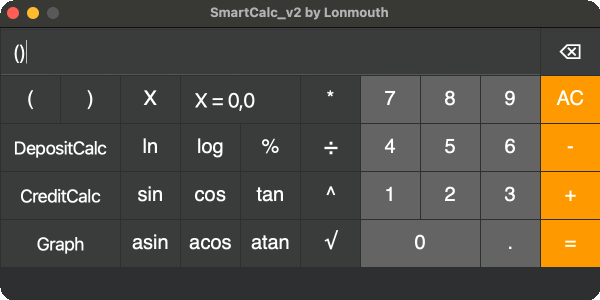 SmartCalc_v2 by Lonmouth
()
( ) X X = 0,0 * 7 8 9 AC
DepositCalc ln log % ÷ 4 5 6 -
CreditCalc sin cos tan ^ 1 2 3 +
Graph asin acos atan √ 0 . =